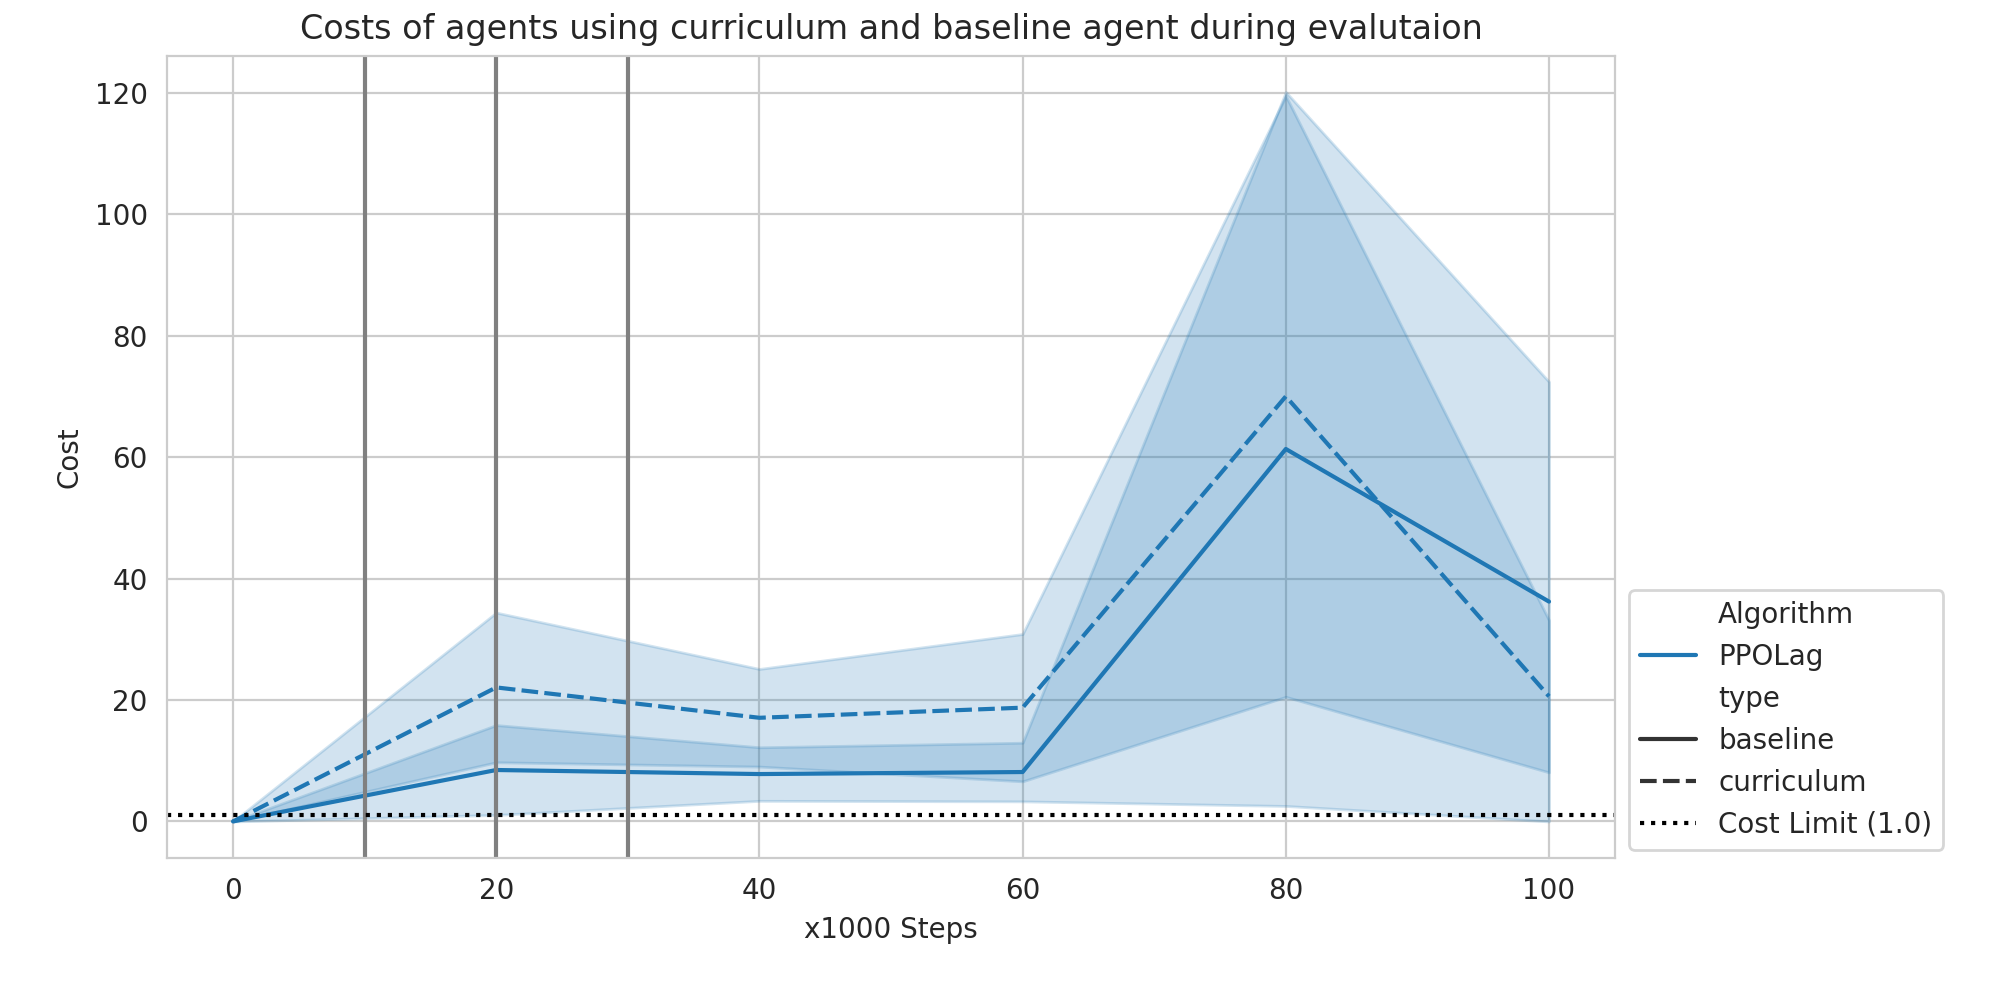 Costs of agents using curriculum and baseline agent during evalutaion
120
100
80
60
40
20
0
Cost
0 20 40 60 80 100
x1000 Steps
Algorithm
PPOLag
type
baseline
curriculum
Cost Limit (1.0)